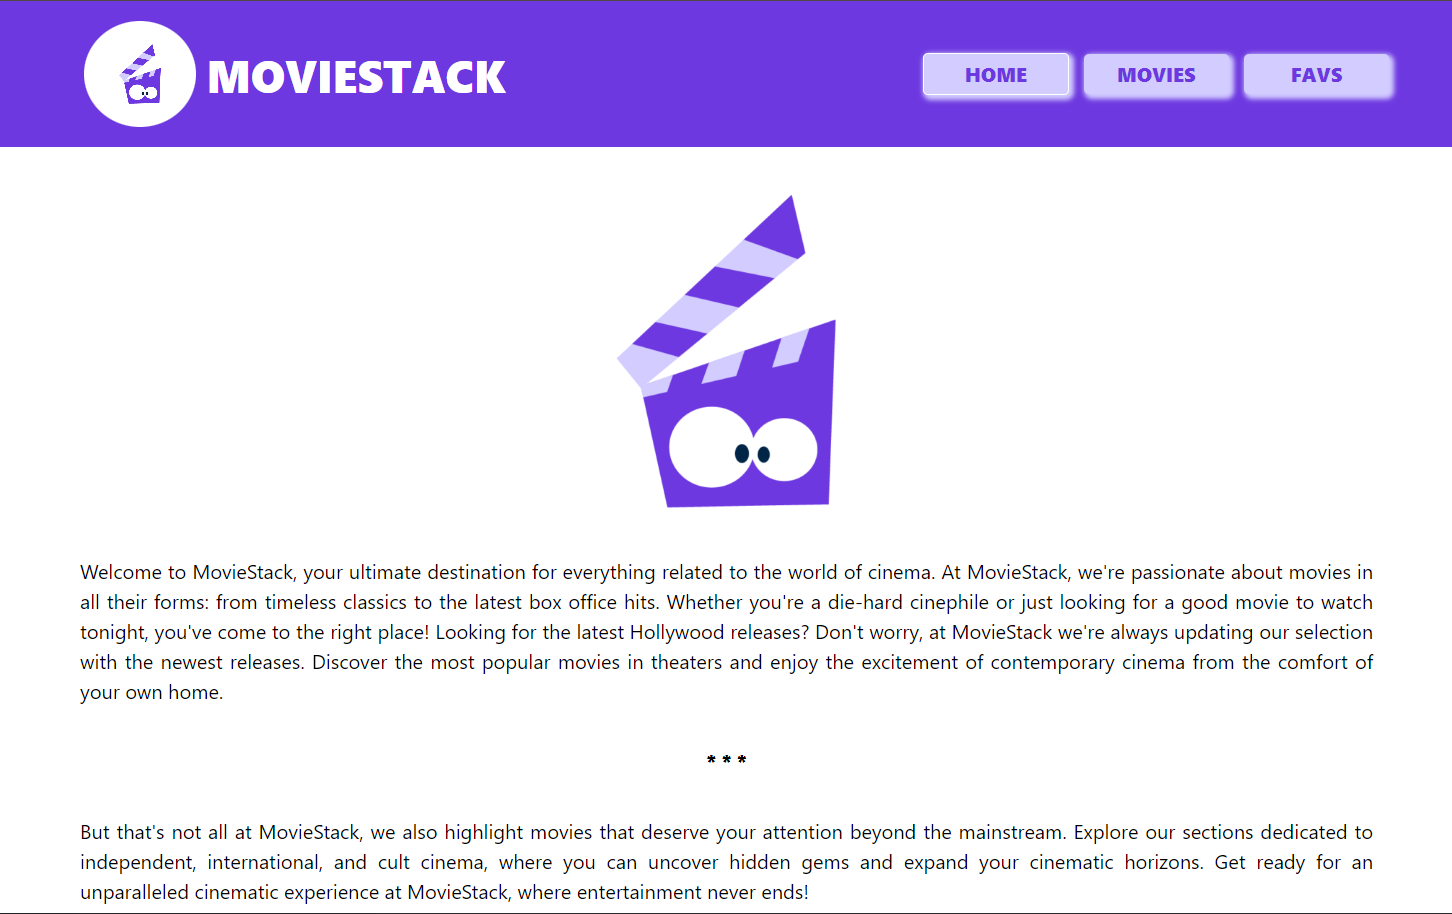 MOVIESTACK
HOME
MOVIES
FAVS
Welcome to MovieStack, your ultimate destination for everything related to the world of cinema. At MovieStack, we're passionate about movies in
all their forms: from timeless classics to the latest box office hits. Whether you're a die-hard cinephile or just looking for a good movie to watch
tonight, you've come to the right place! Looking for the latest Hollywood releases? Don't worry, at MovieStack we're always updating our selection
with the newest releases. Discover the most popular movies in theaters and enjoy the excitement of contemporary cinema from the comfort of
your own home.
* * *
But that's not all at MovieStack, we also highlight movies that deserve your attention beyond the mainstream. Explore our sections dedicated to
independent, international, and cult cinema, where you can uncover hidden gems and expand your cinematic horizons. Get ready for an
unparalleled cinematic experience at MovieStack, where entertainment never ends!